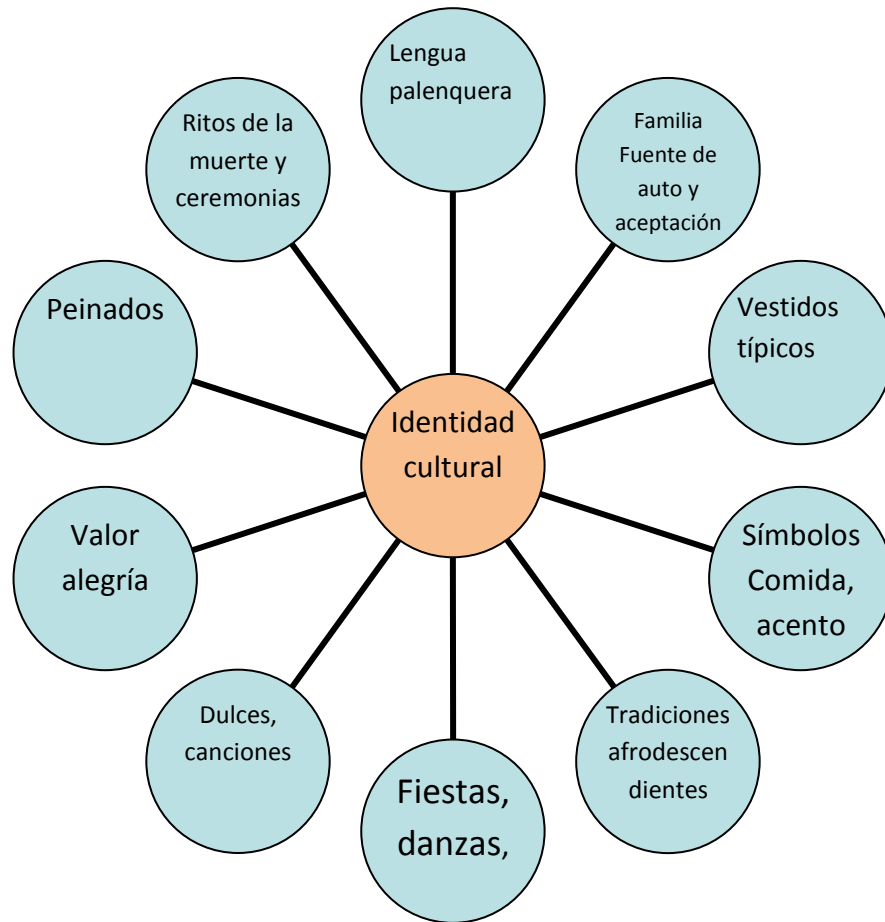 Lengua
palenquera
Familia
Fuente de
auto y
aceptación
Vestidos
típicos
Símbolos
Comida,
acento
Tradiciones
afrodescen
dientes
Fiestas,
danzas,
Dulces,
canciones
Valor
alegría
Peinados
Ritos de la
muerte y
ceremonias
Identidad
cultural